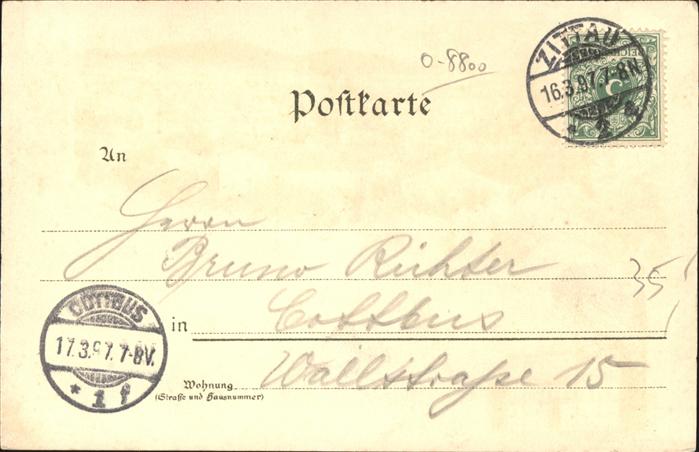 ZITTAU
16.3.97.7-8N.
0-8800
Postkarte
An
Herrn
Bruno Richter
35
COTTBUS
17.3.97.7-8V.
* 1 f
in Cottbus
Wohnung Wallstraße 15
(Straße und Hausnummer)